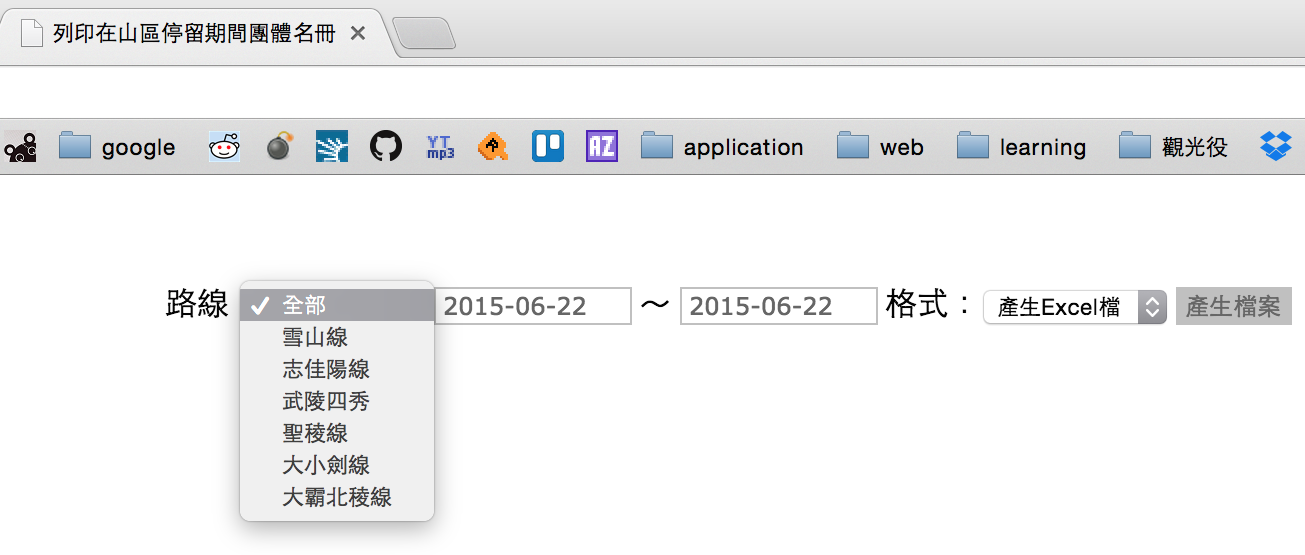 列印在山區停留期間團體名冊
google YT mp3 AZ application web learning 觀光役
路線 全部 2015-06-22 ～ 2015-06-22 格式： 產生Excel檔 產生檔案
雪山線
志佳陽線
武陵四秀
聖稜線
大小劍線
大霸北稜線